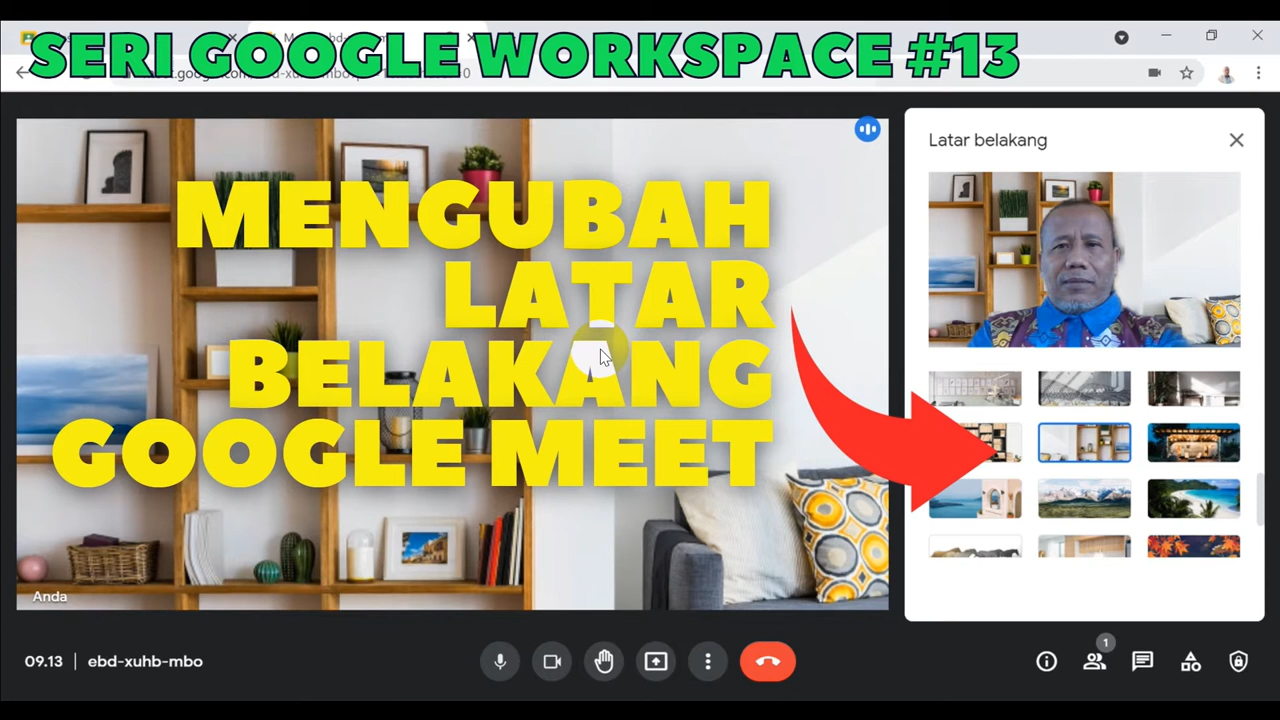 SERI GOOGLE WORKSPACE #13
Latar belakang
MENGUBAH
LATAR
BELAKANG
GOOGLE MEET
Anda
09.13 | ebd-xuhb-mbo
1